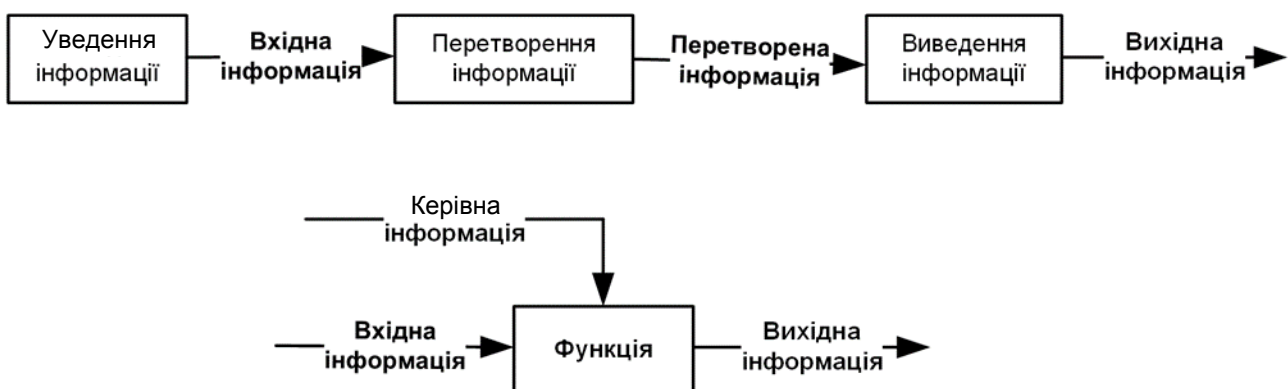 Уведення
інформації
Вхідна
інформація
Перетворення
інформації
Перетворена
інформація
Виведення
інформації
Вихідна
інформація
Керівна
інформація
Вхідна
інформація
Функція
Вихідна
інформація